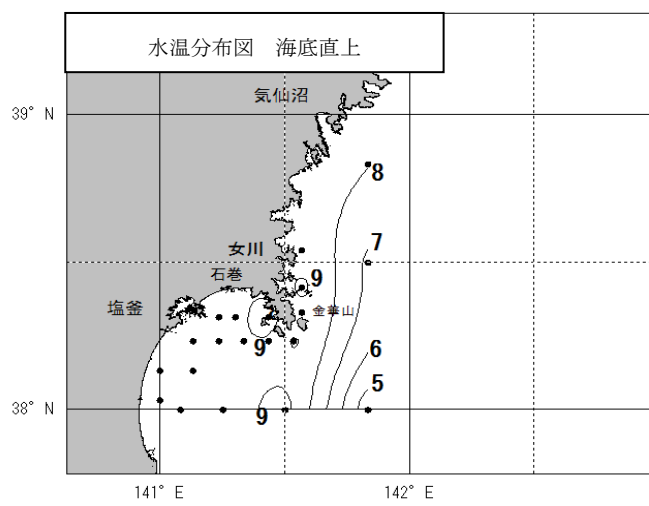 水温分布図　海底直上
気仙沼
39° N
8
女川
7
石巻
9
塩釜
金華山
9
6
5
38° N
9
141° E
142° E